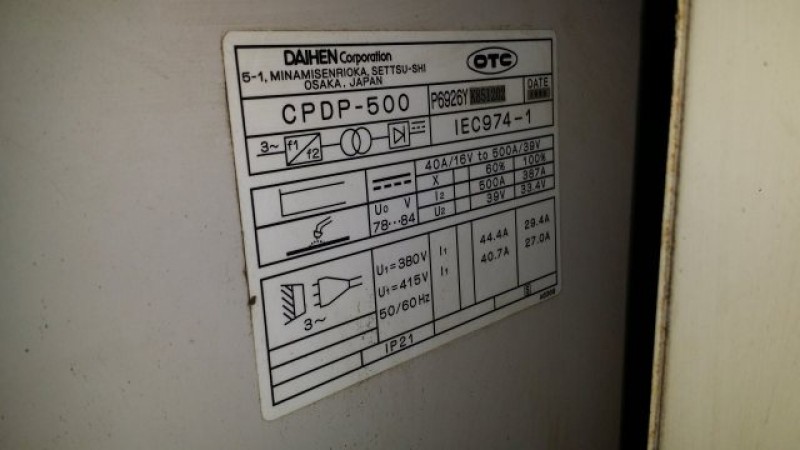 DAIHEN Corporation
OTC
5-1, MINAMISENRIOKA, SETTSU-SHI
OSAKA, JAPAN
CPDP-500
P6926Y
DATE
3~ f1 f2
IEC974-1
40A/16V to 500A/39V
X 60% 100%
I2 500A 387A
U0 V U2 39V 33.4V
78···84
U1=380V I1 44.4A 29.4A
U1=415V I1 40.7A 27.0A
50/60Hz
3~
IP21